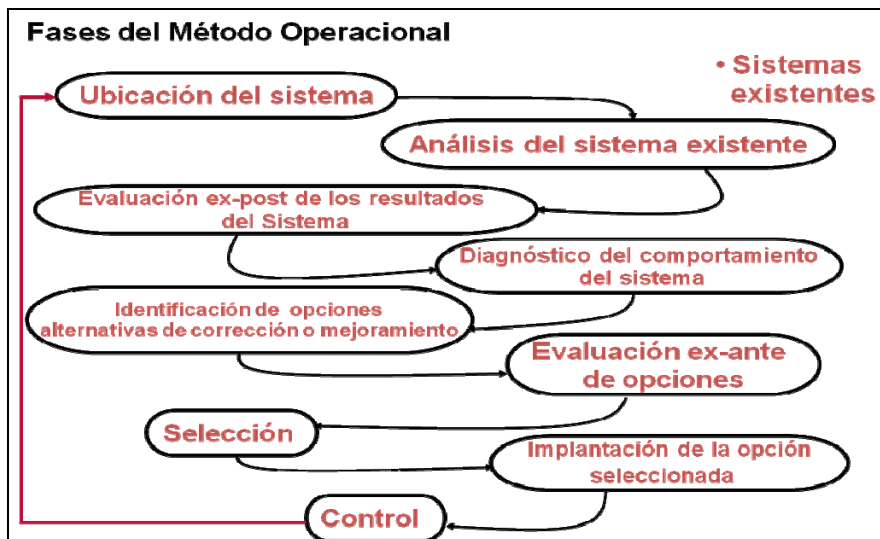 Fases del Método Operacional
• Sistemas
existentes
Ubicación del sistema
Análisis del sistema existente
Evaluación ex-post de los resultados
del Sistema
Diagnóstico del comportamiento
del sistema
Identificación de opciones
alternativas de corrección o mejoramiento
Evaluación ex-ante
de opciones
Selección
Implantación de la opción
seleccionada
Control